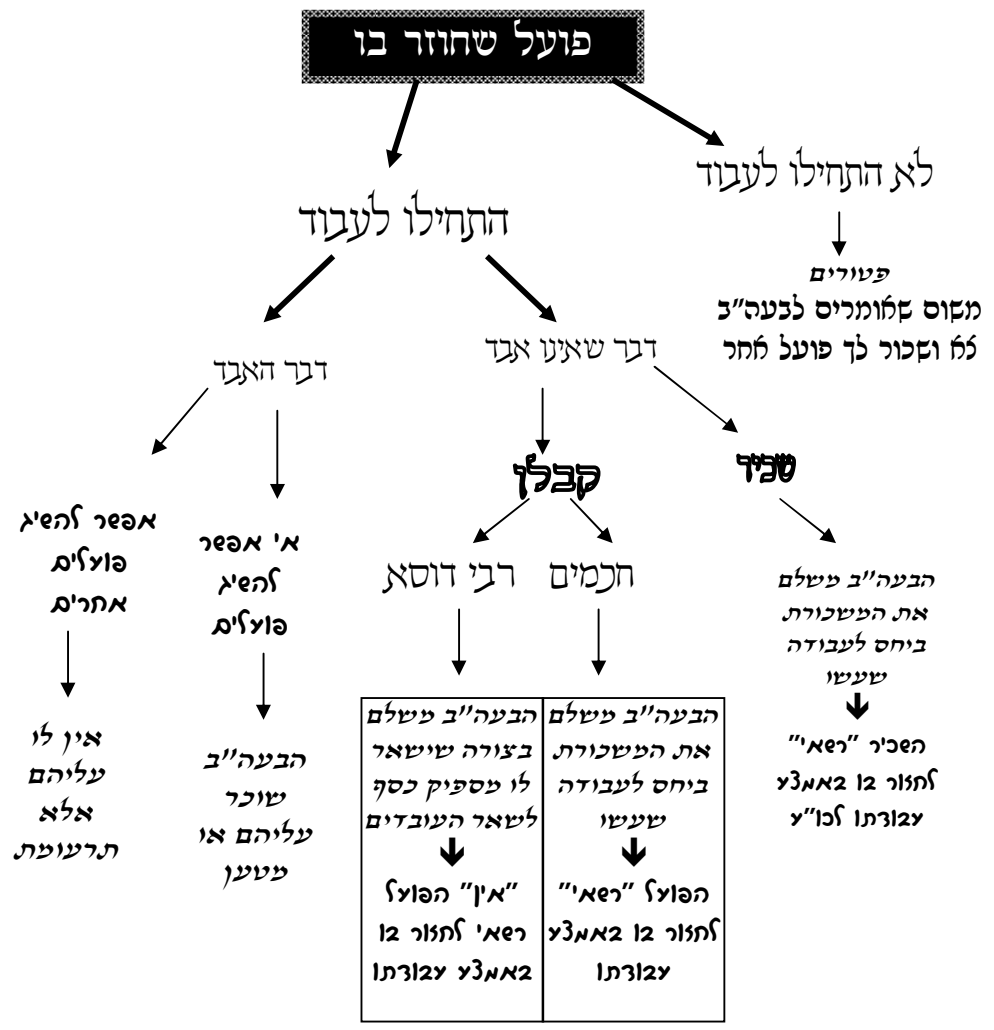 פועל שחוזר בו
לא התחילו לעבוד
פטורים
משום שאומרים לבעה"ב
צא ושכור לך פועל אחר
התחילו לעבוד
דבר שאינו אבד
שכיר
הבעה"ב משלם
את המשכורת
ביחס לעבודה
שעשו
השכיר "רשאי"
לחזור בו באמצע
עבודתו לכו"ע
קבלן
חכמים
הבעה"ב משלם
את המשכורת
ביחס לעבודה
שעשו
הפועל "רשאי"
לחזור בו באמצע
עבודתו
רבי דוסא
הבעה"ב משלם
בצורה שישאר
לו מספיק כסף
לשאר העובדים
"אין" הפועל
רשאי לחזור בו
באמצע עבודתו
דבר האבד
אי אפשר
להשיג
פועלים
הבעה"ב
שוכר
עליהם או
מטען
אפשר להשיג
פועלים
אחרים
אין לו
עליהם
אלא
תרעומת